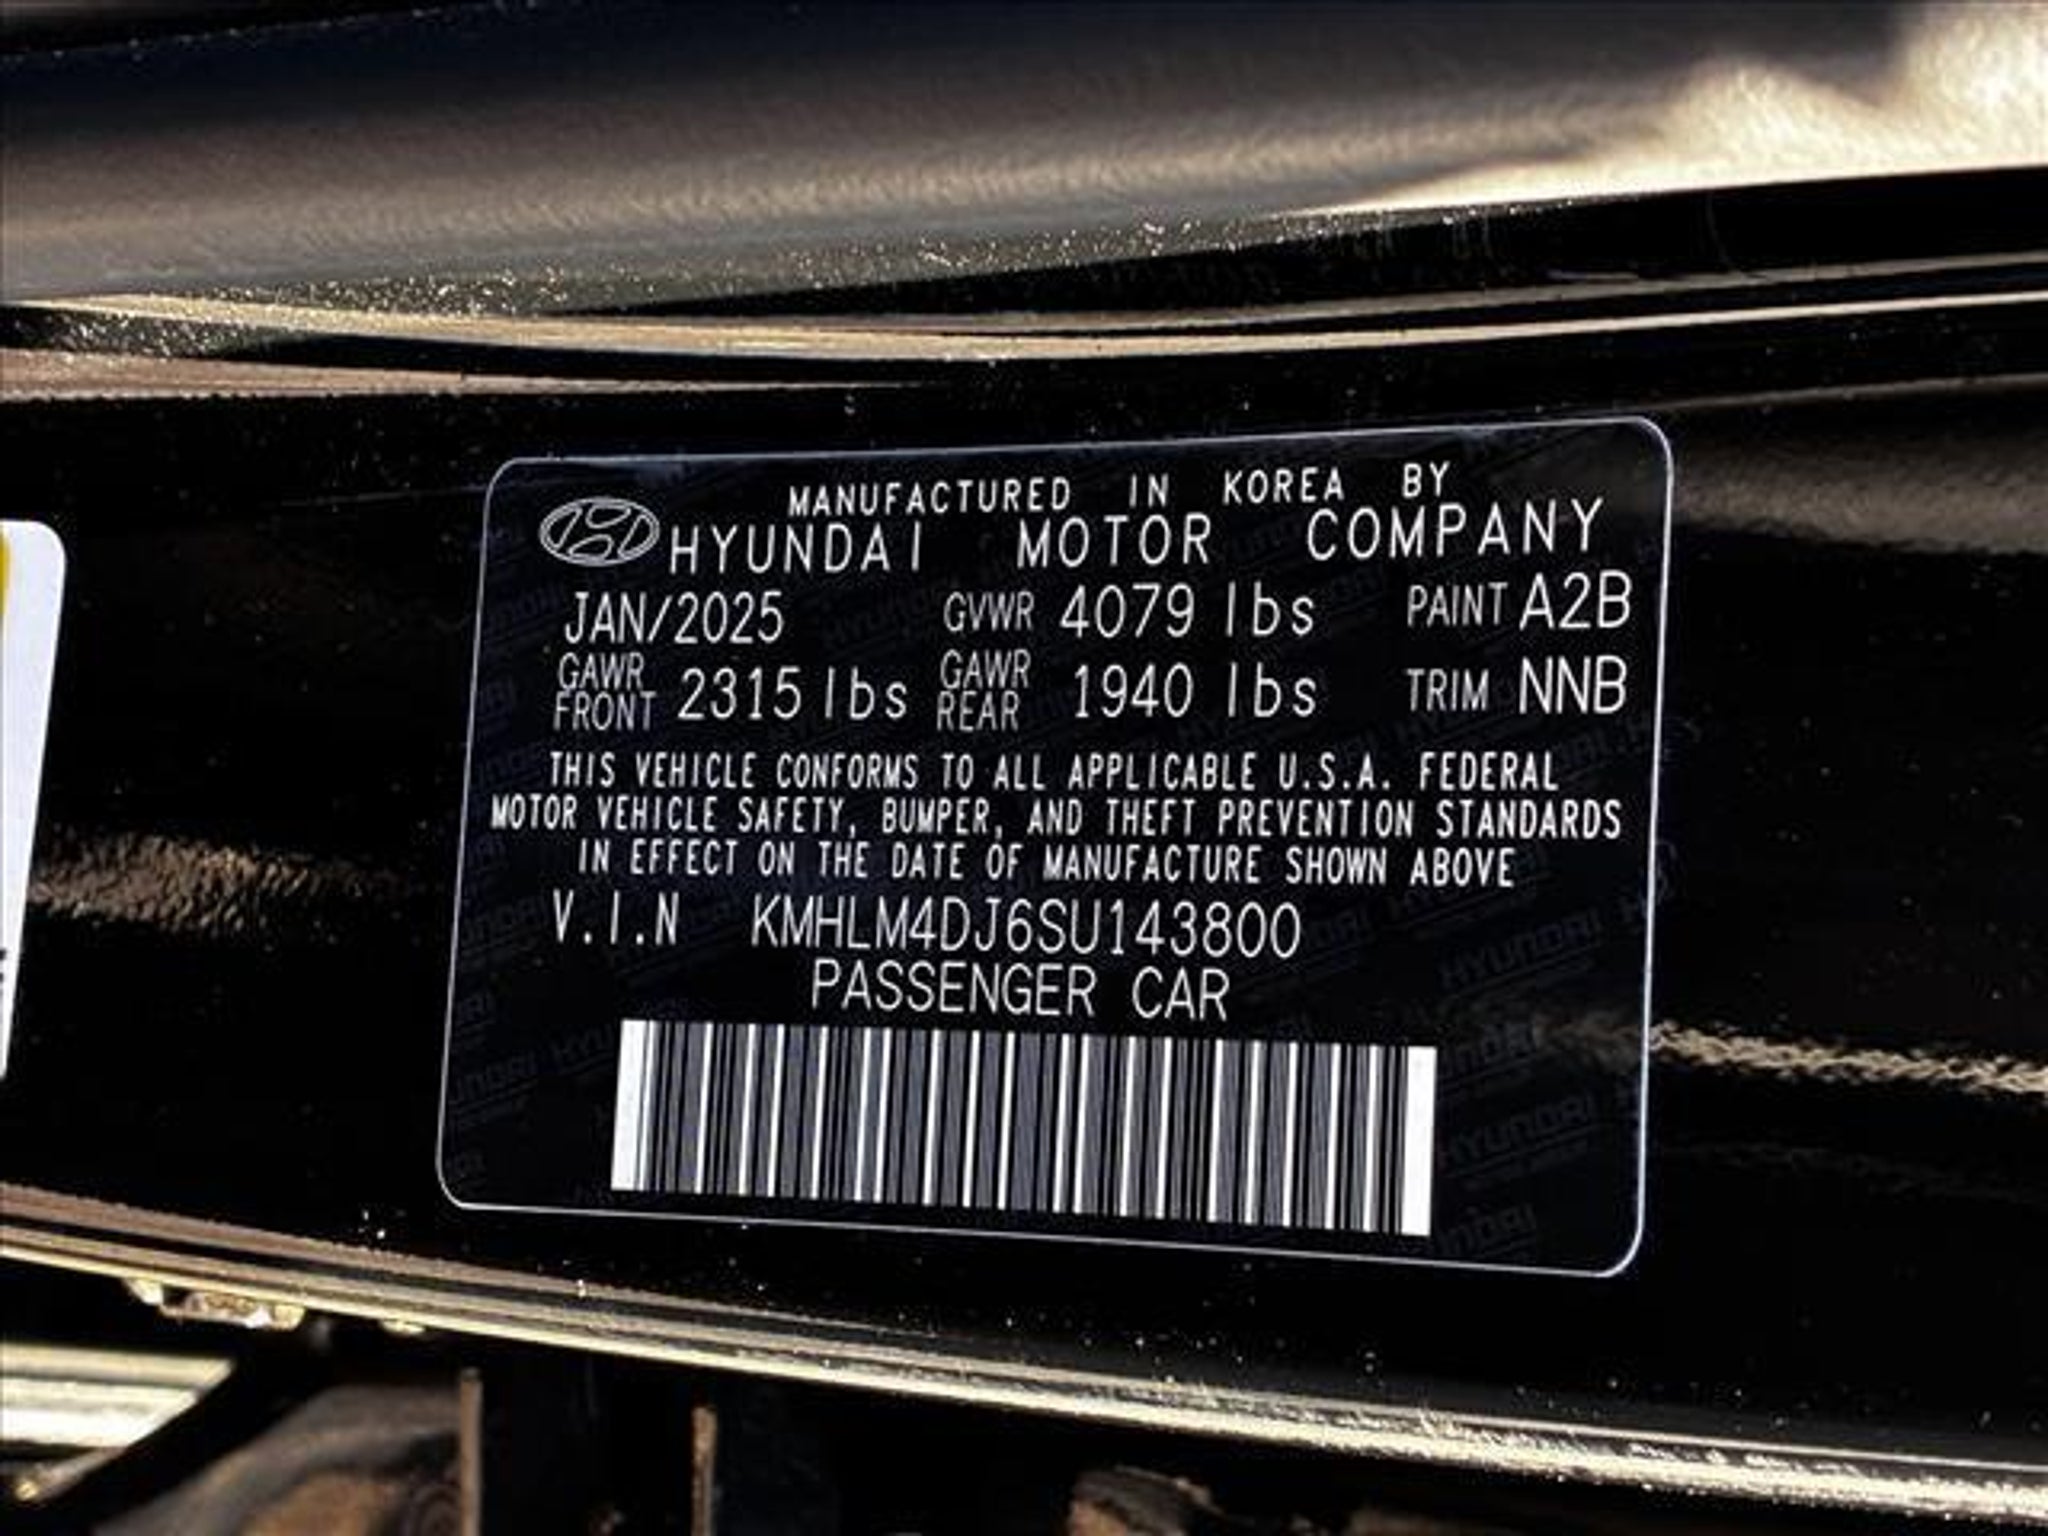 MANUFACTURED IN KOREA BY
HYUNDAI MOTOR COMPANY
JAN/2025 GVWR 4079 lbs PAINT A2B
GAWR FRONT 2315 lbs GAWR REAR 1940 lbs TRIM NNB
THIS VEHICLE CONFORMS TO ALL APPLICABLE U.S.A. FEDERAL
MOTOR VEHICLE SAFETY, BUMPER, AND THEFT PREVENTION STANDARDS
IN EFFECT ON THE DATE OF MANUFACTURE SHOWN ABOVE
V.I.N KMHLM4DJ6SU143800
PASSENGER CAR